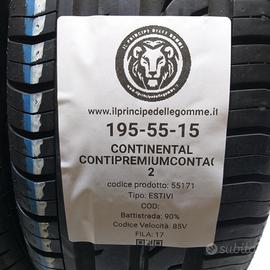 IL PRINCIPE DELLE GOMME
www.ilprincipedellegomme.it
195-55-15
CONTINENTAL
CONTIPREMIUMCONTAC
2
codice prodotto: 55171
Tipo: ESTIVI
COD:
Battistrada: 90%
Codice Velocità: 85V
FILA: 17
subito